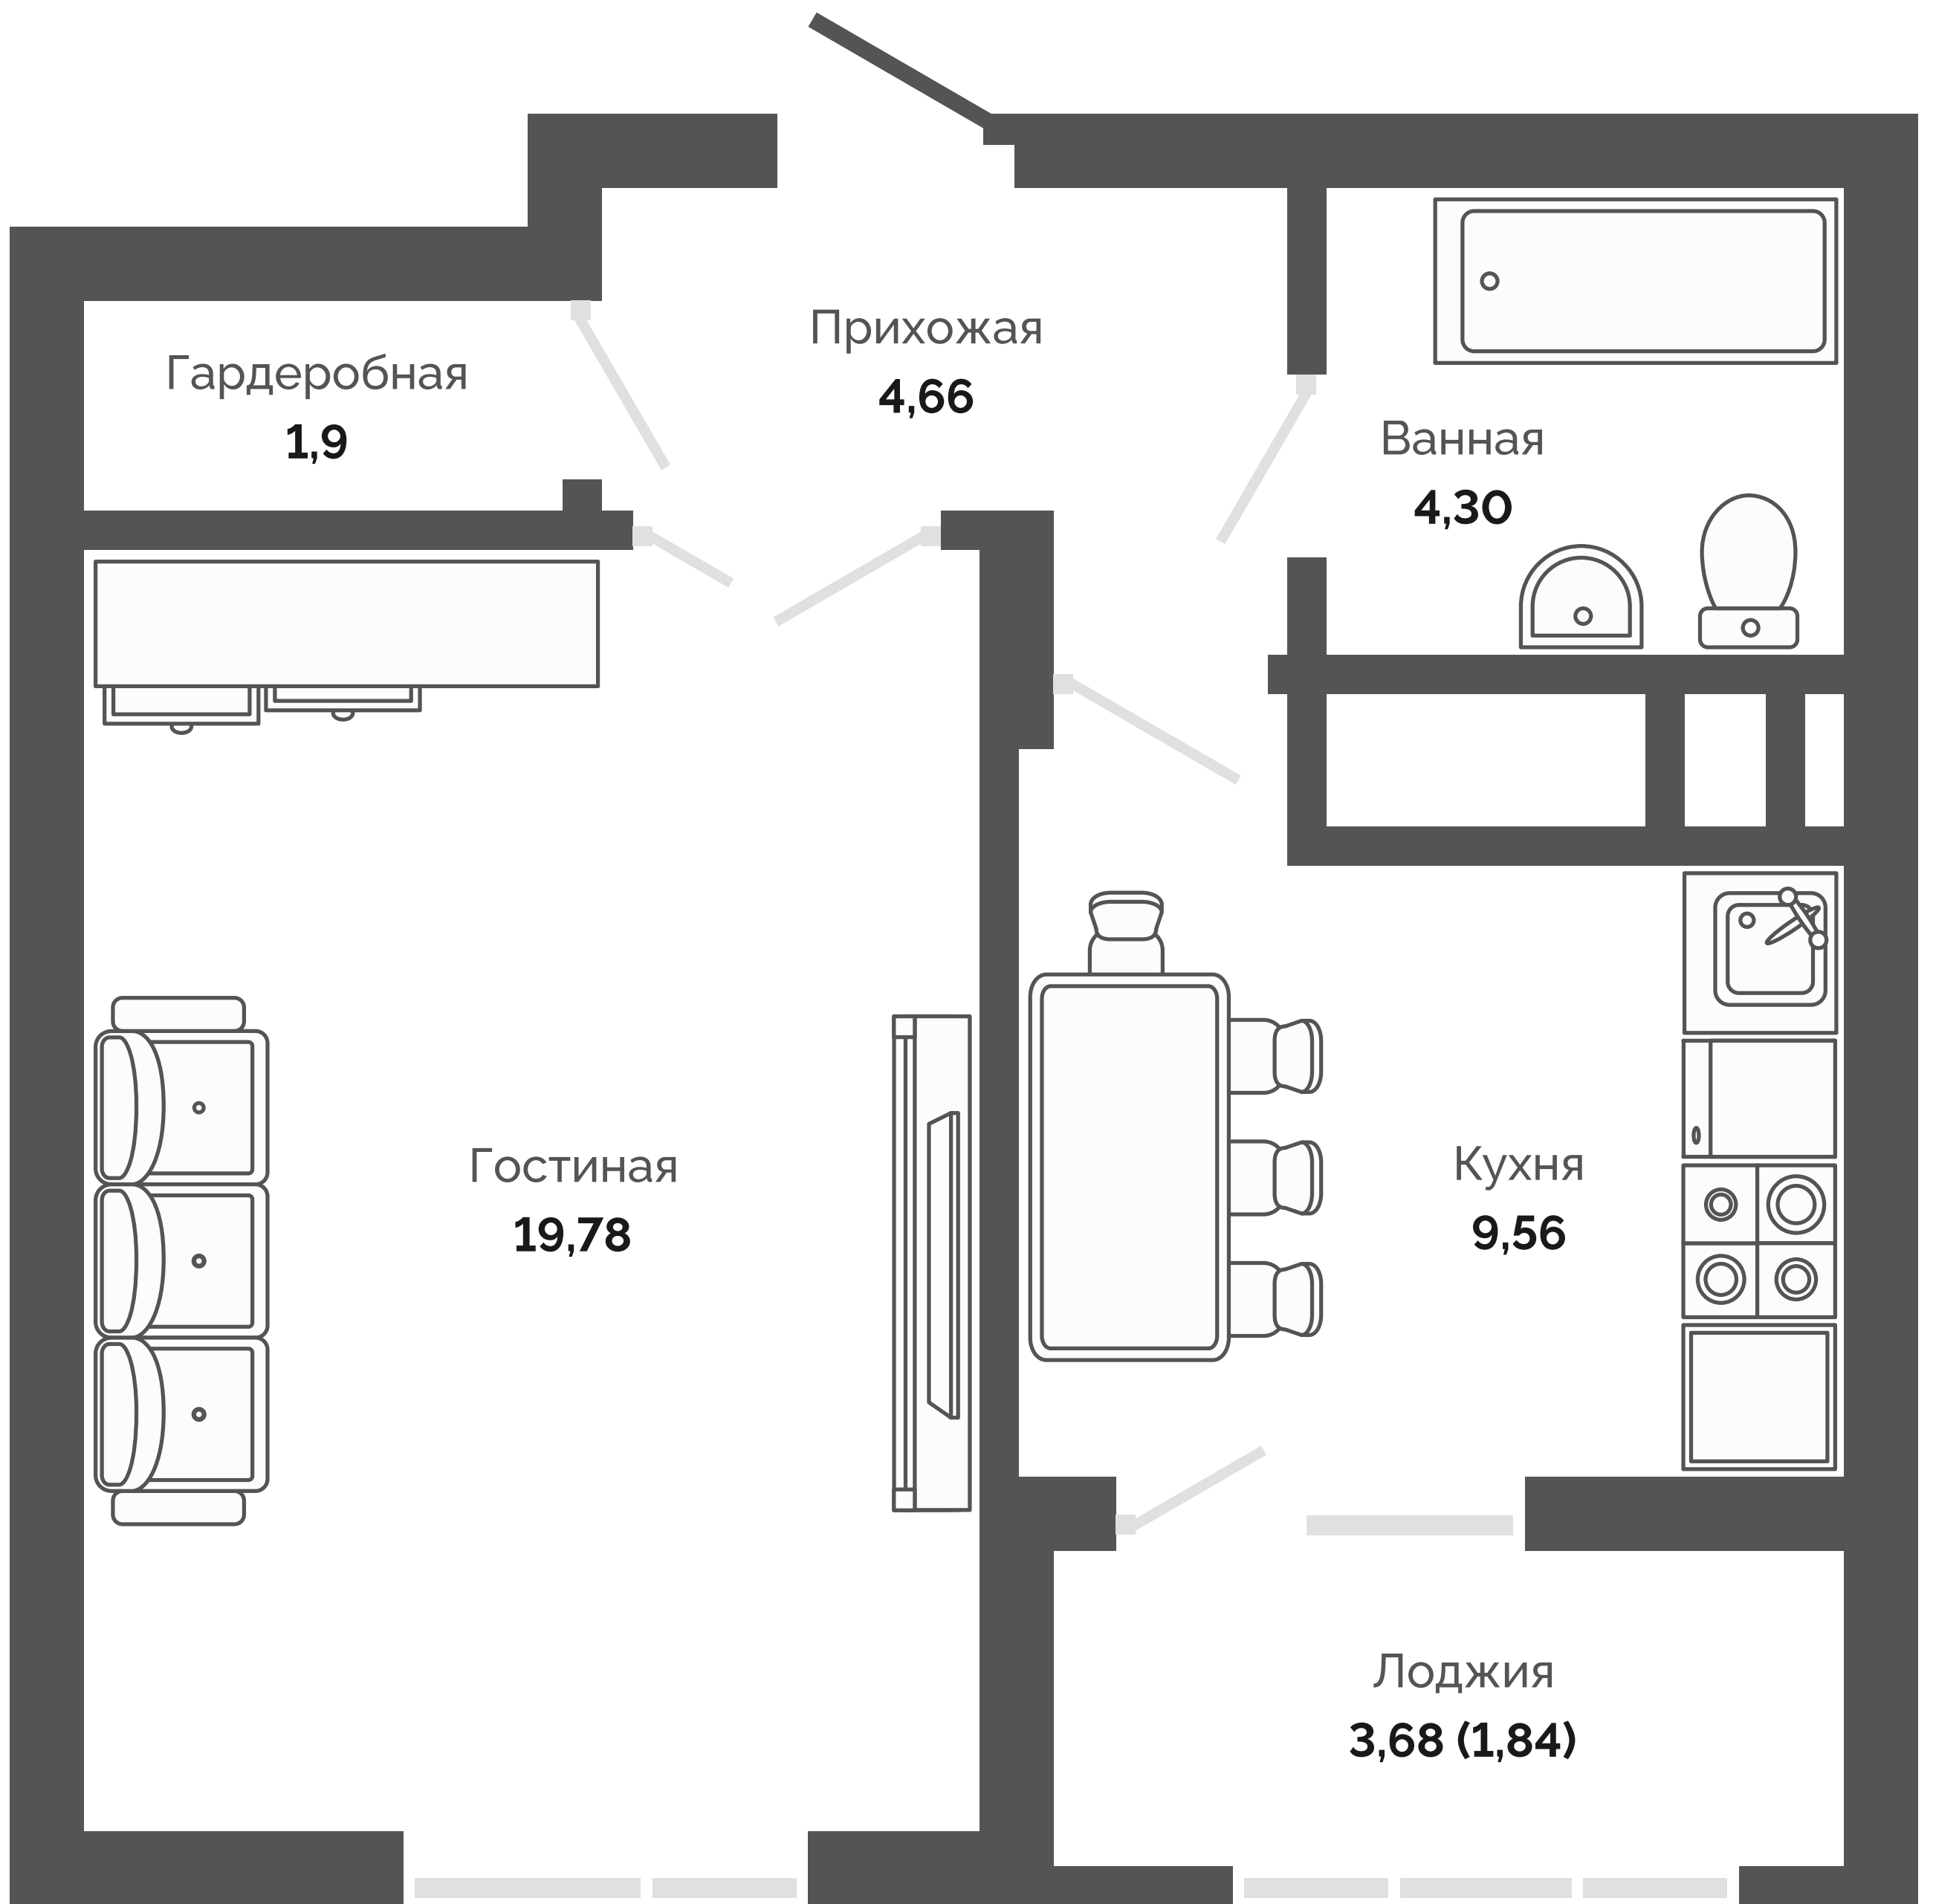 Прихожая
4,66
Гардеробная
1,9
Ванная
4,30
Гостиная
19,78
Кухня
9,56
Лоджия
3,68 (1,84)